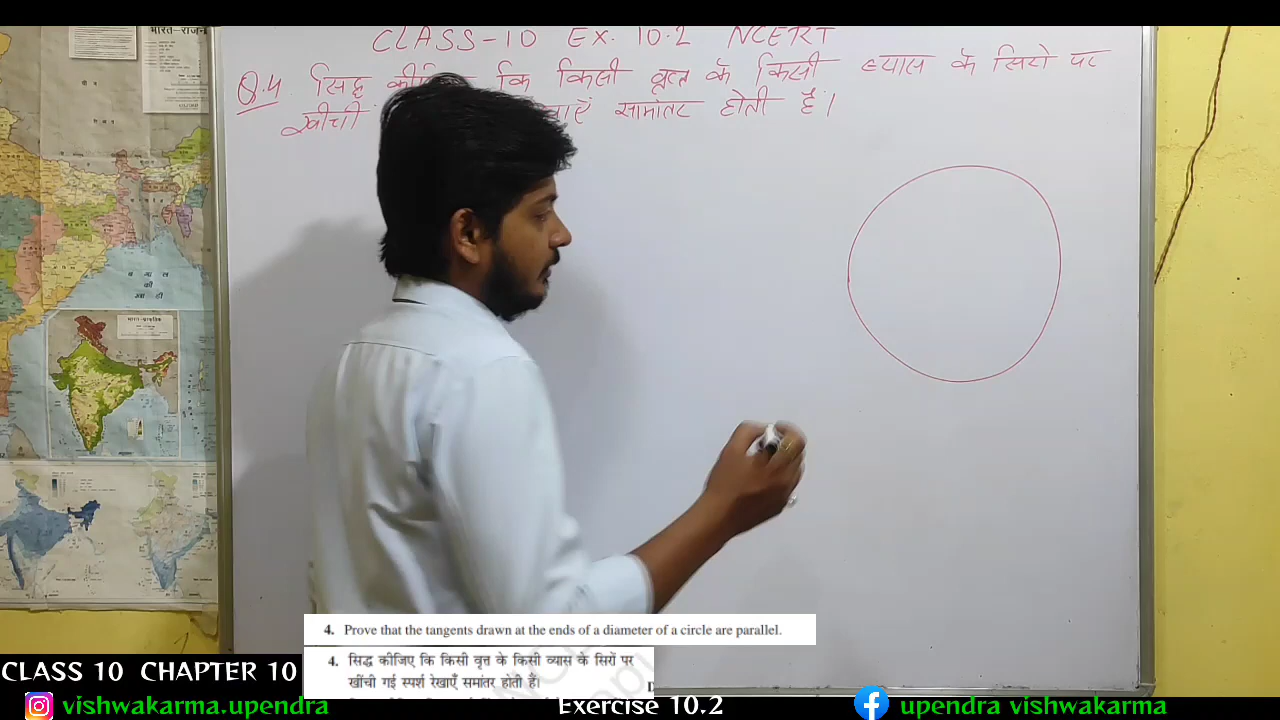 CLASS-10 EX. 10.2 NCERT
Q.4 सिद्ध कि किसी वृत्त के किसी व्यास के सिरो पर
खींची सामांतर होती हैं।
भारत-राजन
4. Prove that the tangents drawn at the ends of a diameter of a circle are parallel.
4. सिद्ध कीजिए कि किसी वृत्त के किसी व्यास के सिरों पर
खींची गई स्पर्श रेखाएँ समांतर होती हैं।
CLASS 10 CHAPTER 10
vishwakarma.upendra
Exercise 10.2
upendra vishwakarma